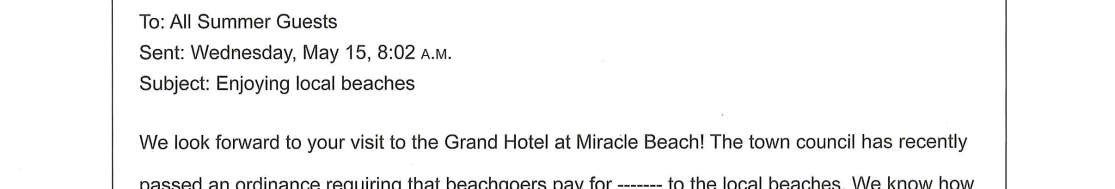 To: All Summer Guests
Sent: Wednesday, May 15, 8:02 A.M.
Subject: Enjoying local beaches
We look forward to your visit to the Grand Hotel at Miracle Beach! The town council has recently
passed an ordinance requiring that beachgoers pay for ------- to the local beaches. We know how